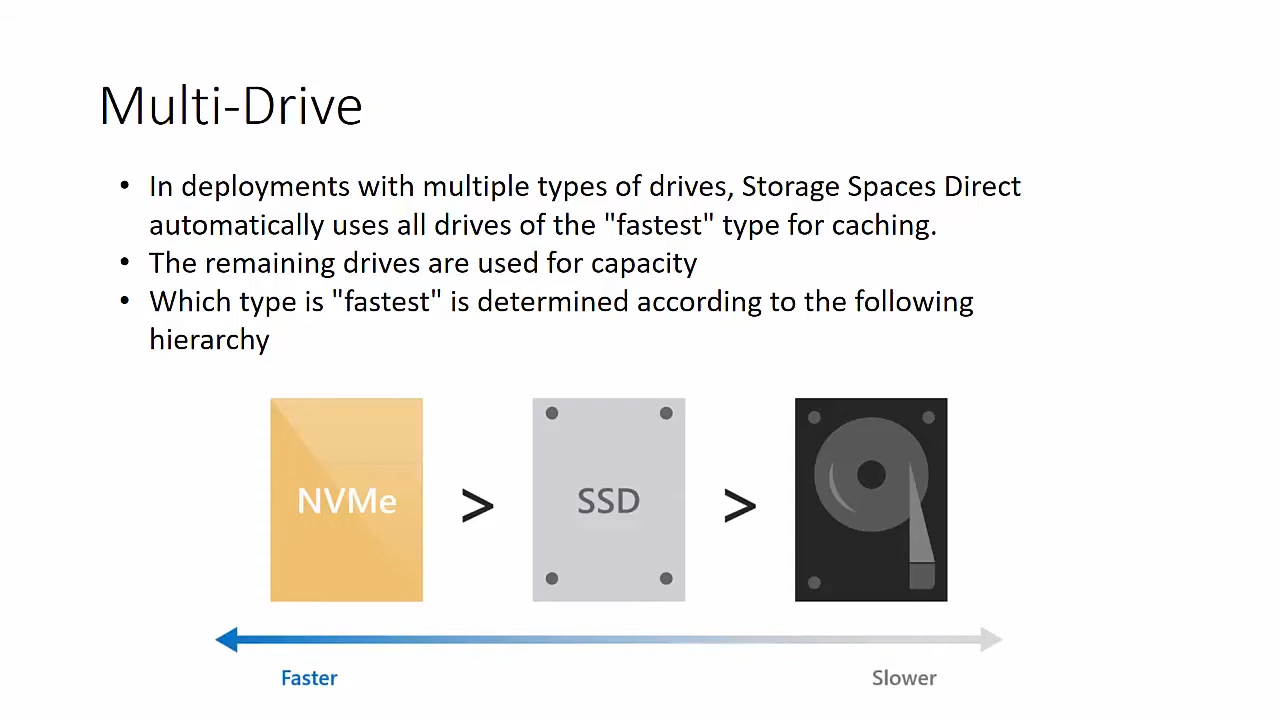 Multi-Drive
• In deployments with multiple types of drives, Storage Spaces Direct
automatically uses all drives of the "fastest" type for caching.
• The remaining drives are used for capacity
• Which type is "fastest" is determined according to the following
hierarchy
NVMe > SSD >
Faster Slower